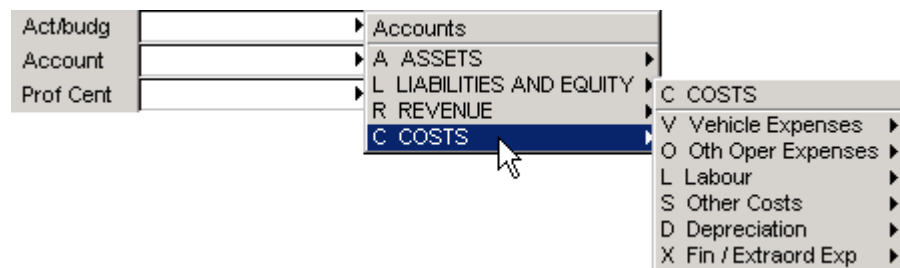 Act/budg
Account
Prof Cent
Accounts
A ASSETS
L LIABILITIES AND EQUITY
R REVENUE
C COSTS
C COSTS
V Vehicle Expenses
O Oth Oper Expenses
L Labour
S Other Costs
D Depreciation
X Fin / Extraord Exp